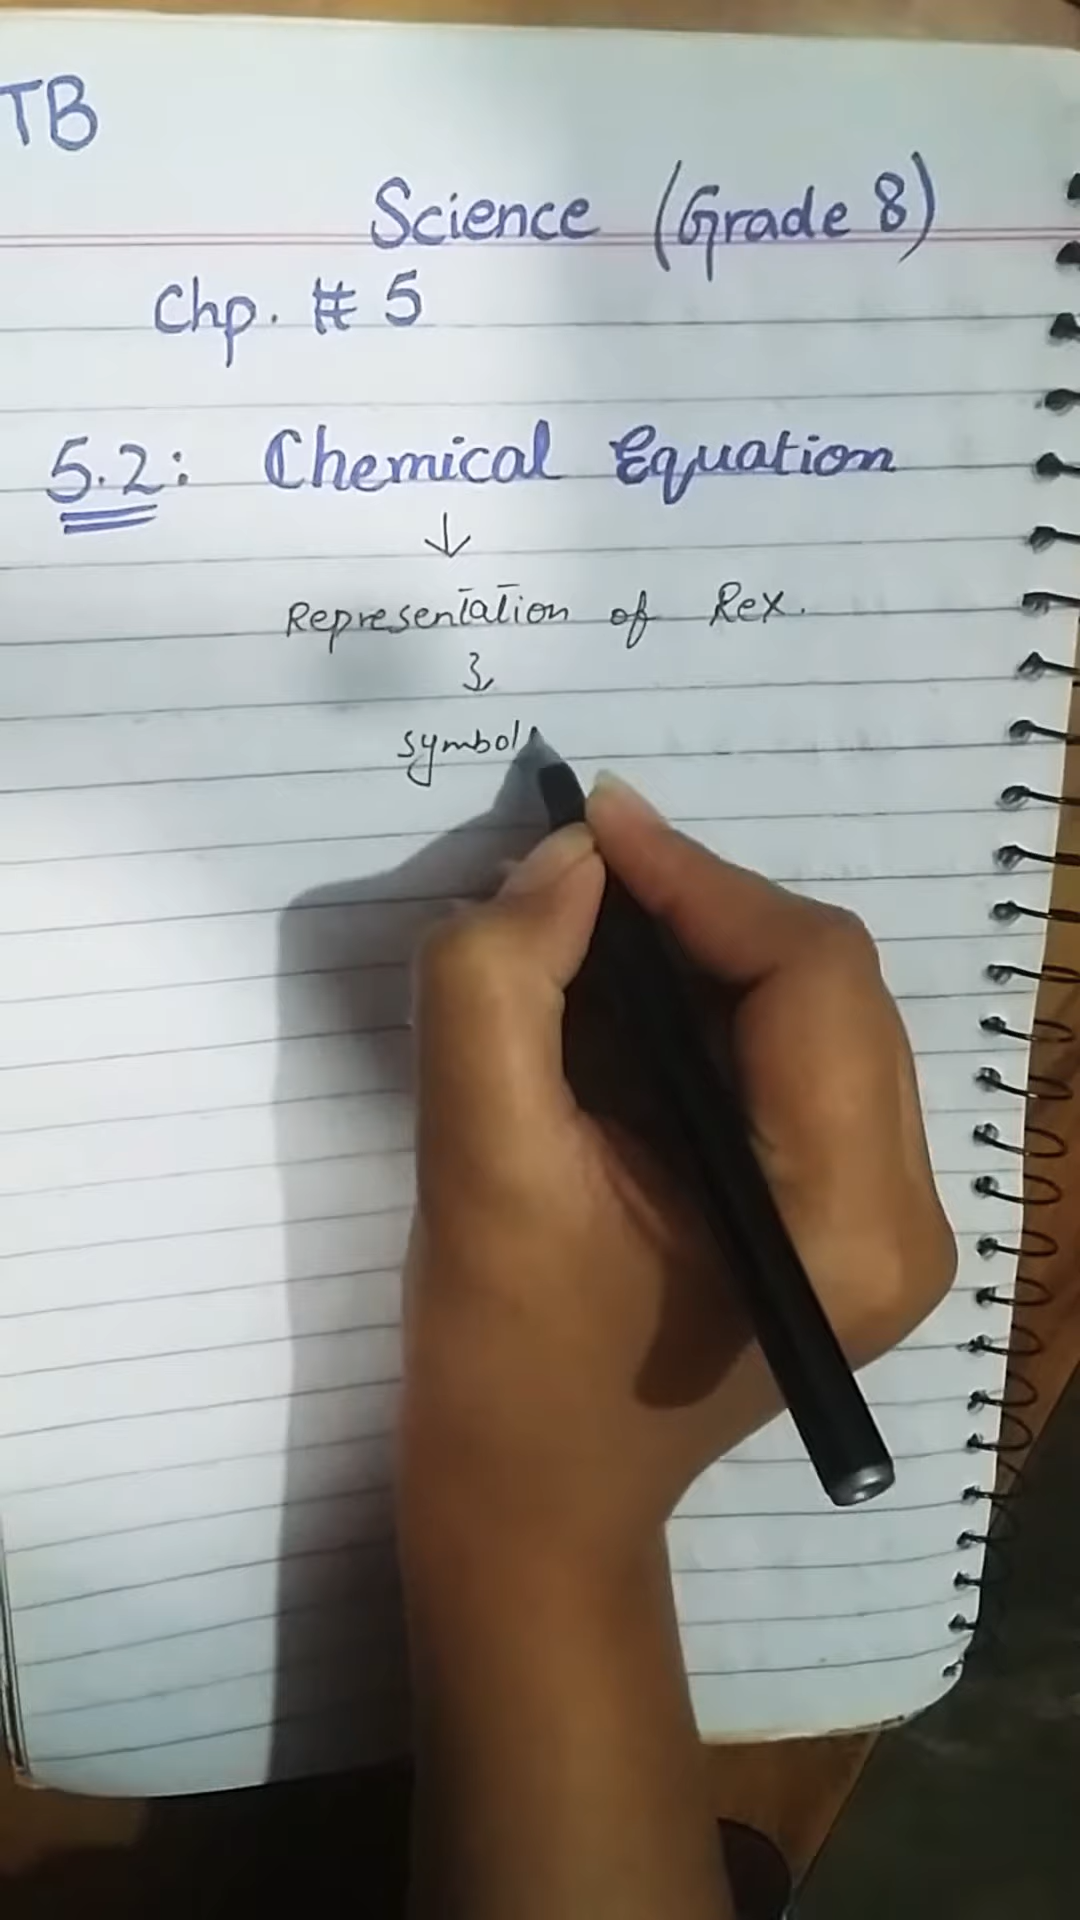 TB
Science (Grade 8)
Chp. # 5
5.2: Chemical Equation
↓
Representation of Rex.
symbol